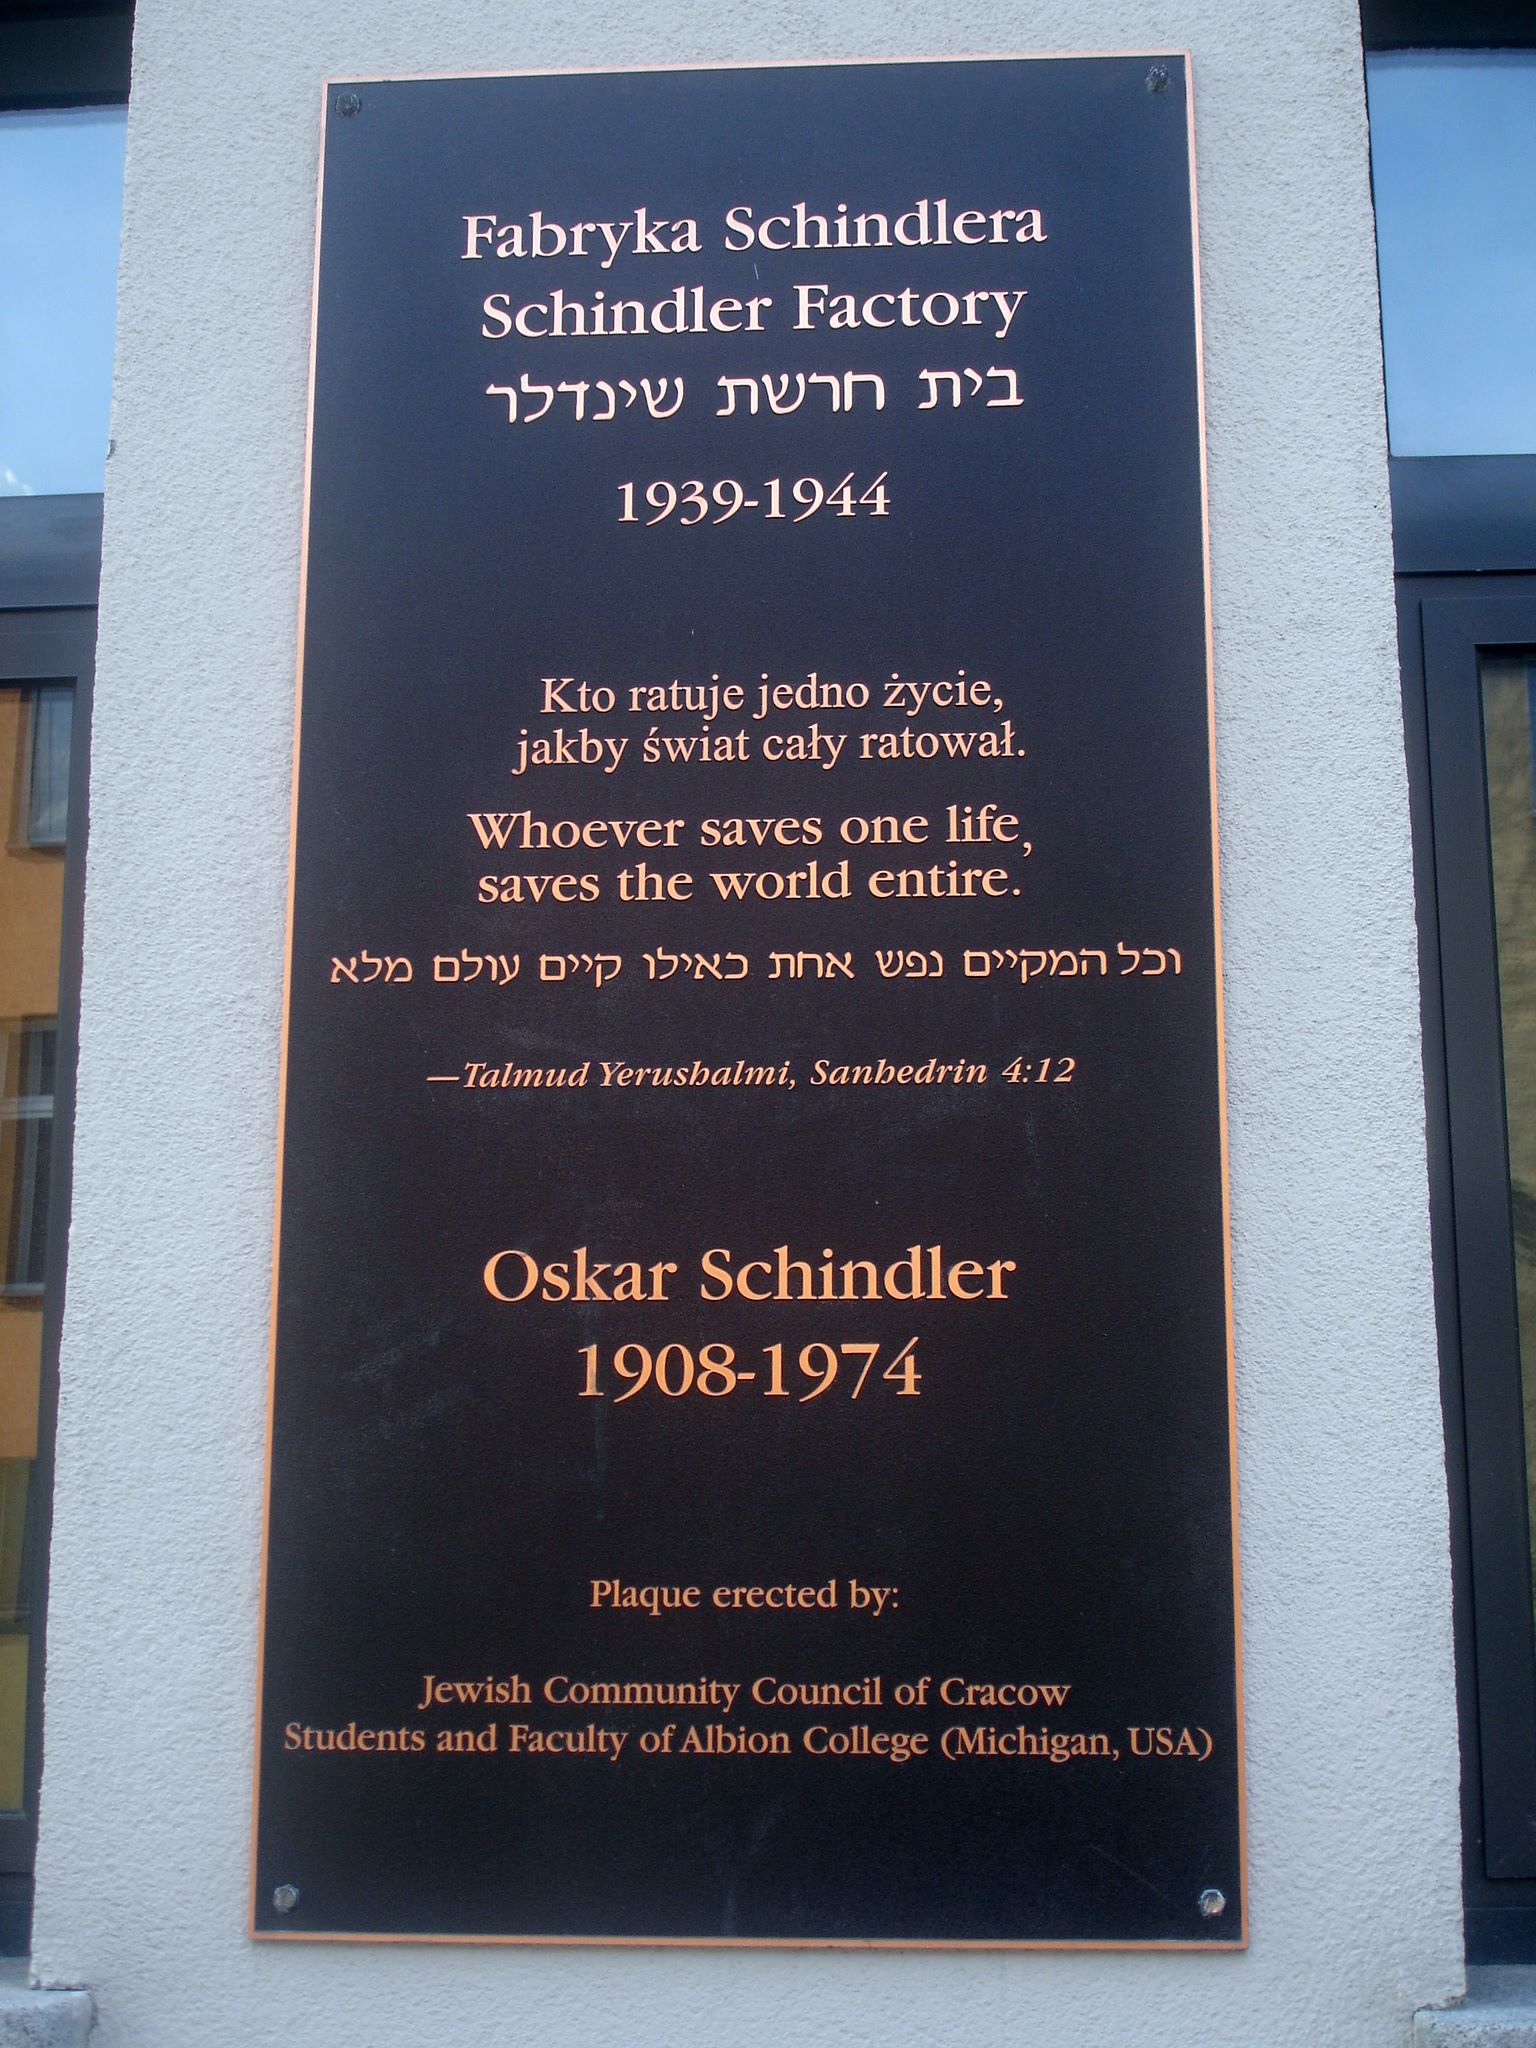 Fabryka Schindlera
Schindler Factory
בית חרשת שינדלר
1939-1944
Kto ratuje jedno życie,
jakby świat cały ratował.
Whoever saves one life,
saves the world entire.
וכל המקיים נפש אחת כאילו קיים עולם מלא
—Talmud Yerushalmi, Sanhedrin 4:12
Oskar Schindler
1908-1974
Plaque erected by:
Jewish Community Council of Cracow
Students and Faculty of Albion College (Michigan, USA)